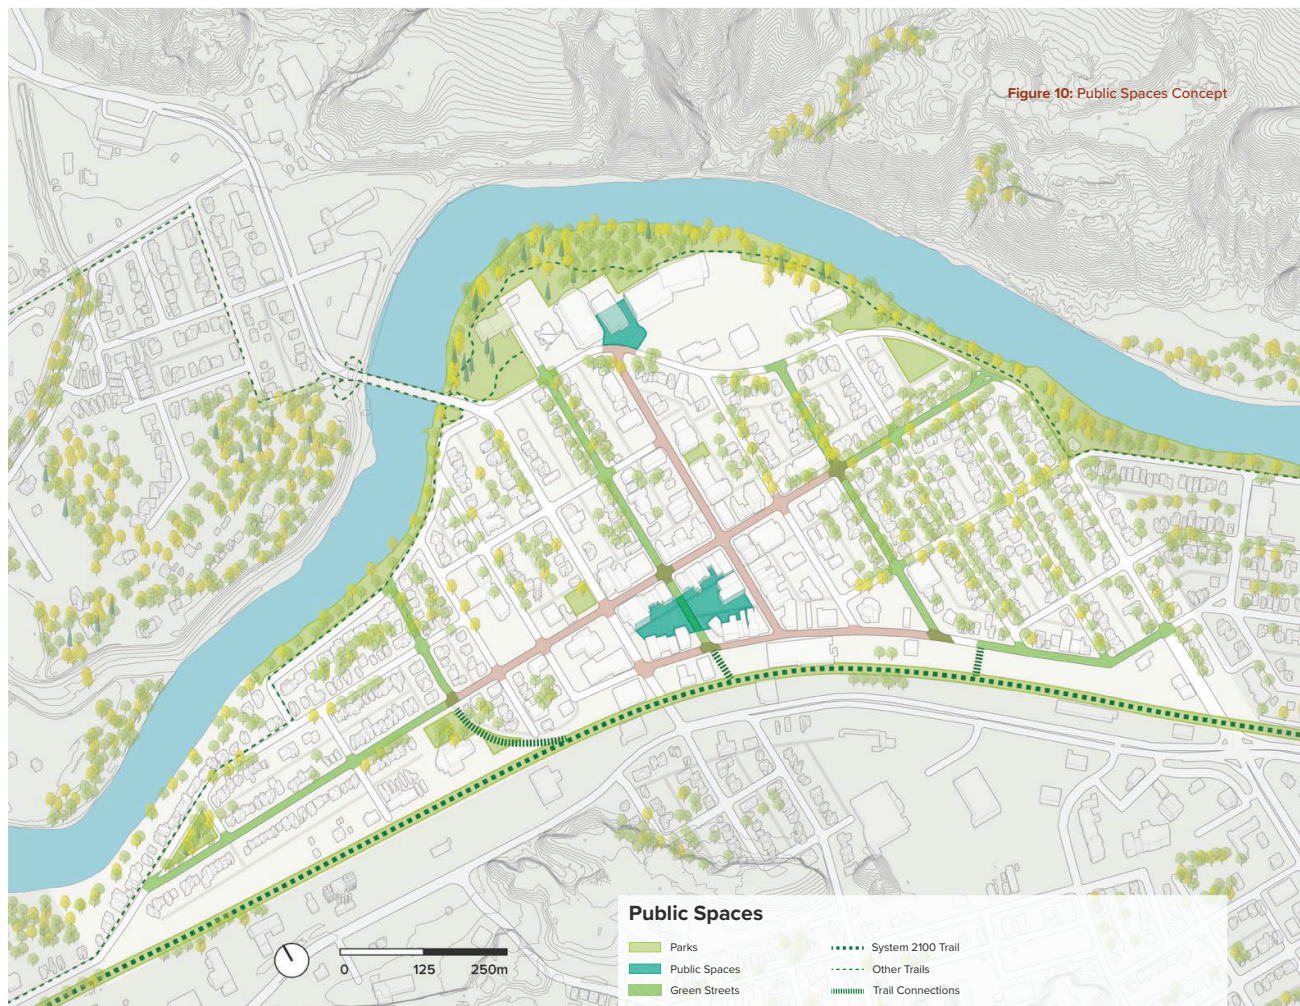 Figure 10: Public Spaces Concept
0 125 250m
Public Spaces
Parks
Public Spaces
Green Streets
System 2100 Trail
Other Trails
Trail Connections